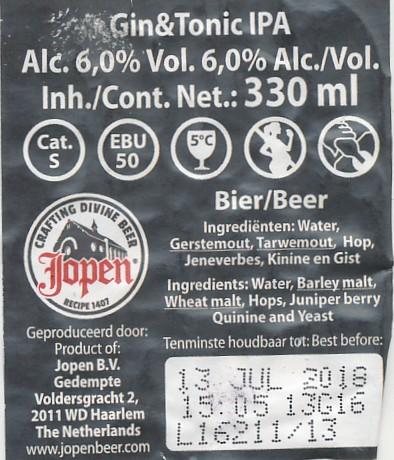 Gin&Tonic IPA
Alc. 6,0% Vol. 6,0% Alc./Vol.
Inh./Cont. Net.: 330 ml
Cat. S
EBU 50
5°C
CRAFTING DIVINE BEER
Jopen®
RECIPE 1407
Geproduceerd door:
Product of:
Jopen B.V.
Gedempte
Voldersgracht 2,
2011 WD Haarlem
The Netherlands
www.jopenbeer.com
Bier/Beer
Ingrediënten: Water,
Gerstemout, Tarwemout, Hop,
Jeneverbes, Kinine en Gist
Ingredients: Water, Barley malt,
Wheat malt, Hops, Juniper berry
Quinine and Yeast
Tenminste houdbaar tot: Best before:
13 JUL 2018
15:05 13G16
L16211/13